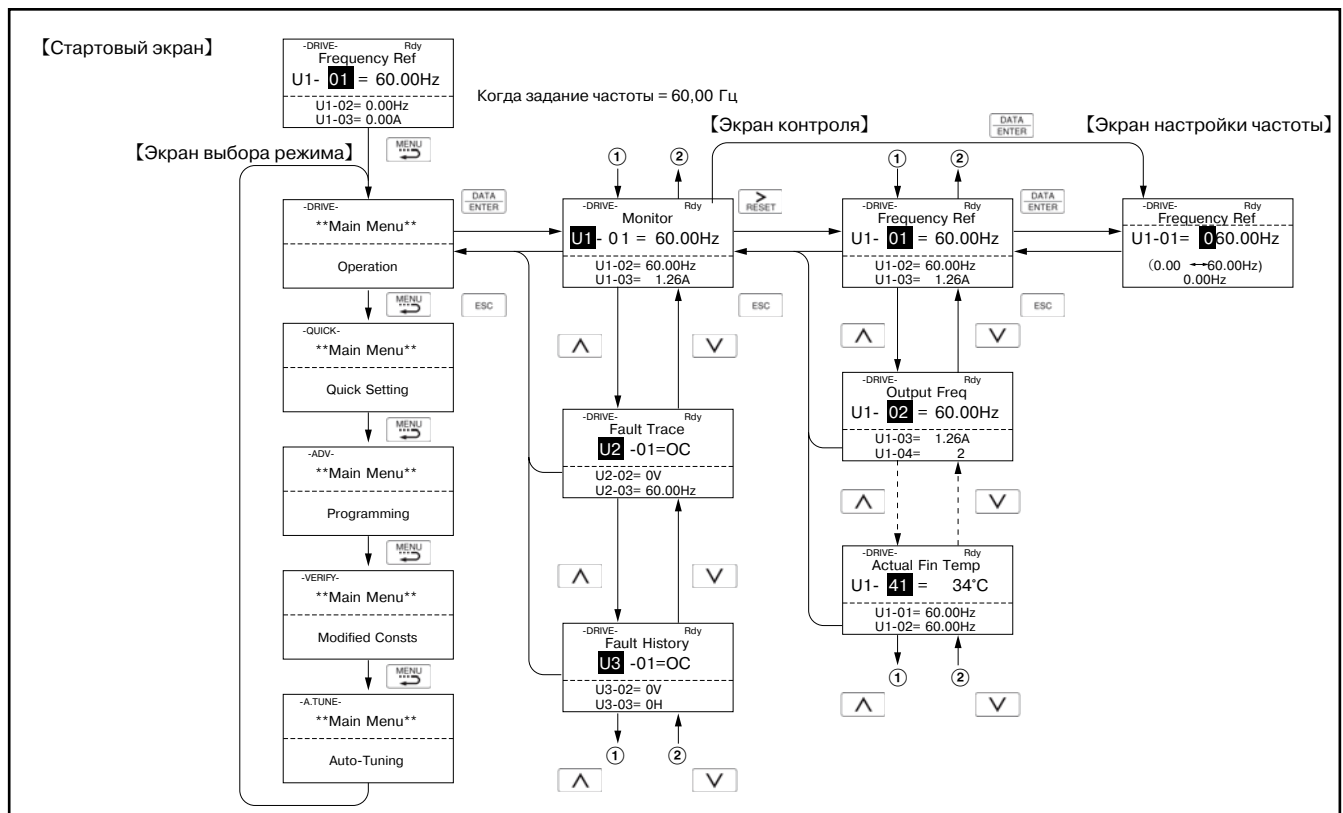 【Стартовый экран】
-DRIVE- Rdy
Frequency Ref
U1- 01 = 60.00Hz
U1-02= 0.00Hz
U1-03= 0.00A
Когда задание частоты = 60,00 Гц
MENU
【Экран выбора режима】
【Экран контроля】
DATA
ENTER
【Экран настройки частоты】
-DRIVE-
**Main Menu**
Operation
DATA
ENTER
ESC
MENU
-QUICK-
**Main Menu**
Quick Setting
MENU
-ADV-
**Main Menu**
Programming
MENU
-VERIFY-
**Main Menu**
Modified Consts
MENU
-A.TUNE-
**Main Menu**
Auto-Tuning
1 2
-DRIVE- Rdy
Monitor
U1 - 01 = 60.00Hz
U1-02= 60.00Hz
U1-03= 1.26A
>
RESET
ESC
-DRIVE- Rdy
Fault Trace
U2 -01=OC
U2-02= 0V
U2-03= 60.00Hz
-DRIVE- Rdy
Fault History
U3 -01=OC
U3-02= 0V
U3-03= 0H
1 2
1 2
-DRIVE- Rdy
Frequency Ref
U1- 01 = 60.00Hz
U1-02= 60.00Hz
U1-03= 1.26A
DATA
ENTER
ESC
-DRIVE- Rdy
Output Freq
U1- 02 = 60.00Hz
U1-03= 1.26A
U1-04= 2
-DRIVE- Rdy
Actual Fin Temp
U1- 41 = 34°C
U1-01= 60.00Hz
U1-02= 60.00Hz
1 2
-DRIVE- Rdy
Frequency Ref
U1-01= 060.00Hz
(0.00 ↔60.00Hz)
0.00Hz